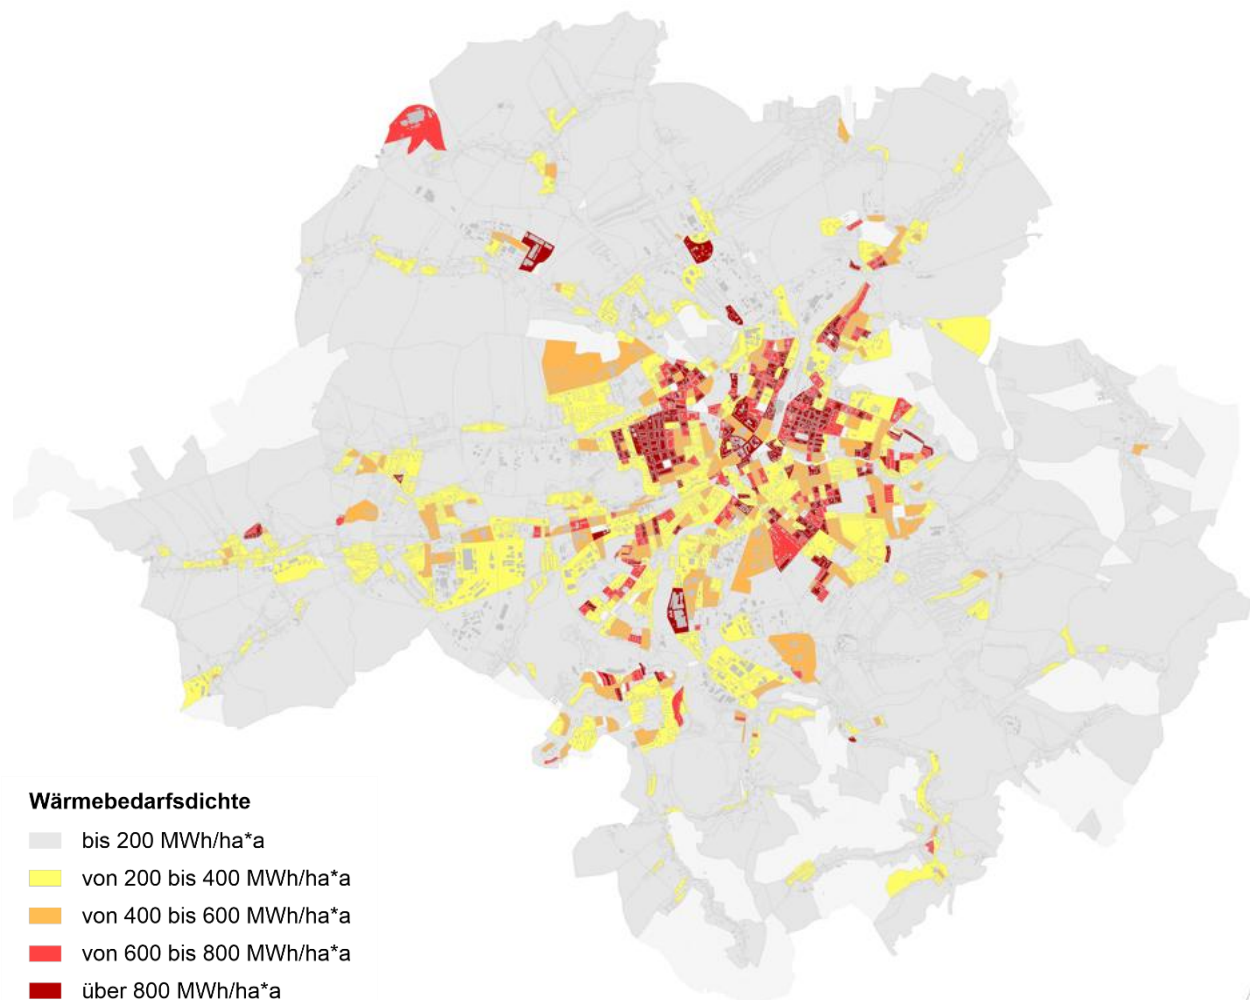 Wärmebedarfsdichte
bis 200 MWh/ha*a
von 200 bis 400 MWh/ha*a
von 400 bis 600 MWh/ha*a
von 600 bis 800 MWh/ha*a
über 800 MWh/ha*a